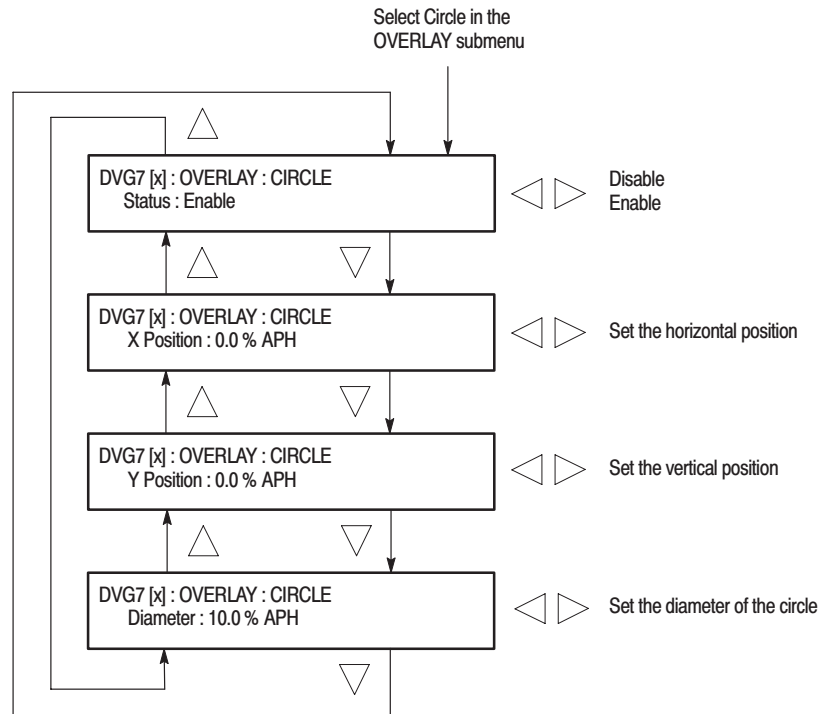 Select Circle in the
OVERLAY submenu
DVG7 [x] : OVERLAY : CIRCLE
Status : Enable
Disable
Enable
DVG7 [x] : OVERLAY : CIRCLE
X Position : 0.0 % APH
Set the horizontal position
DVG7 [x] : OVERLAY : CIRCLE
Y Position : 0.0 % APH
Set the vertical position
DVG7 [x] : OVERLAY : CIRCLE
Diameter : 10.0 % APH
Set the diameter of the circle